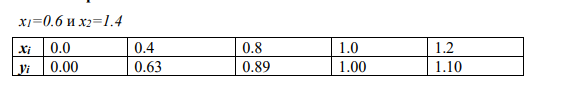 x1=0.6 и x2=1.4
xi 0.0 0.4 0.8 1.0 1.2
yi 0.00 0.63 0.89 1.00 1.10